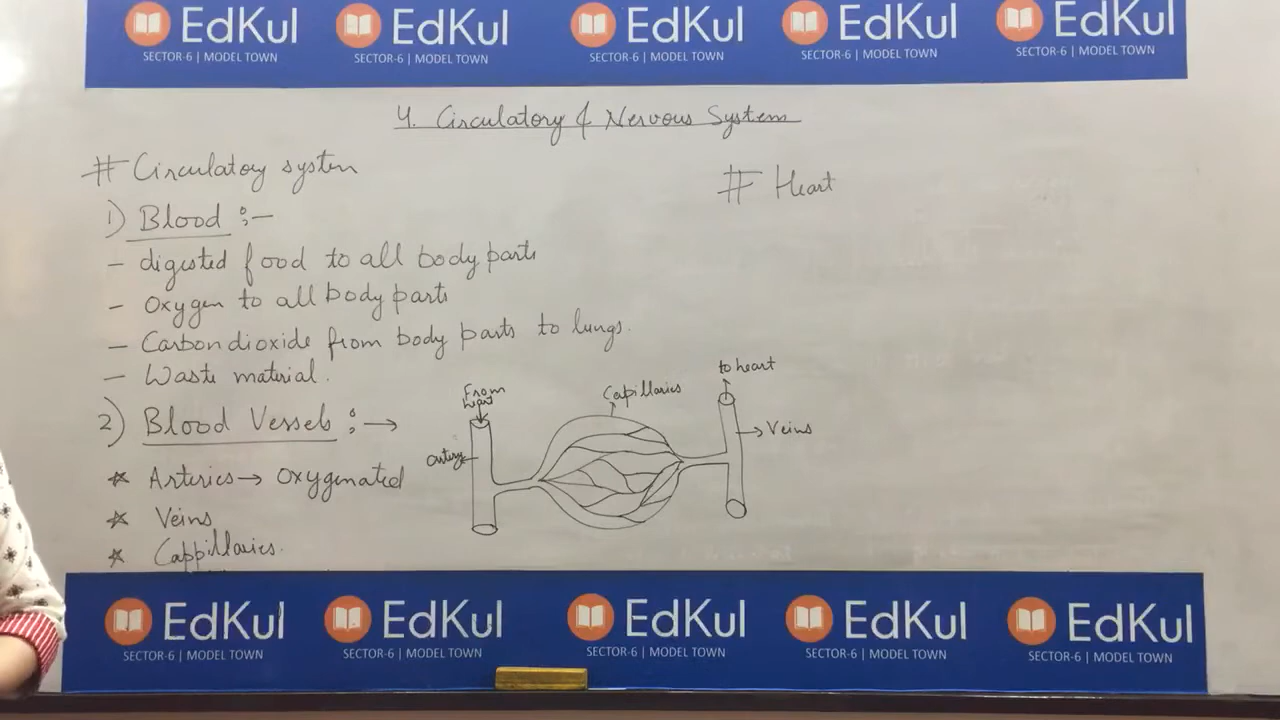 EdKul EdKul EdKul EdKul EdKul
SECTOR-6 | MODEL TOWN SECTOR-6 | MODEL TOWN SECTOR-6 | MODEL TOWN SECTOR-6 | MODEL TOWN SECTOR-6 | MODEL TOWN
4. Circulatory & Nervous System
# Circulatory system
1) Blood :-
- digested food to all body parts
- Oxygen to all body parts
- Carbondioxide from body parts to lungs.
- Waste material.
2) Blood Vessels :→
* Arteries → Oxygenated
* Veins
* Cappillaries.
From
heart
artery
Capillaries
to heart
Veins
# Heart
EdKul EdKul EdKul EdKul EdKul
SECTOR-6 | MODEL TOWN SECTOR-6 | MODEL TOWN SECTOR-6 | MODEL TOWN SECTOR-6 | MODEL TOWN SECTOR-6 | MODEL TOWN